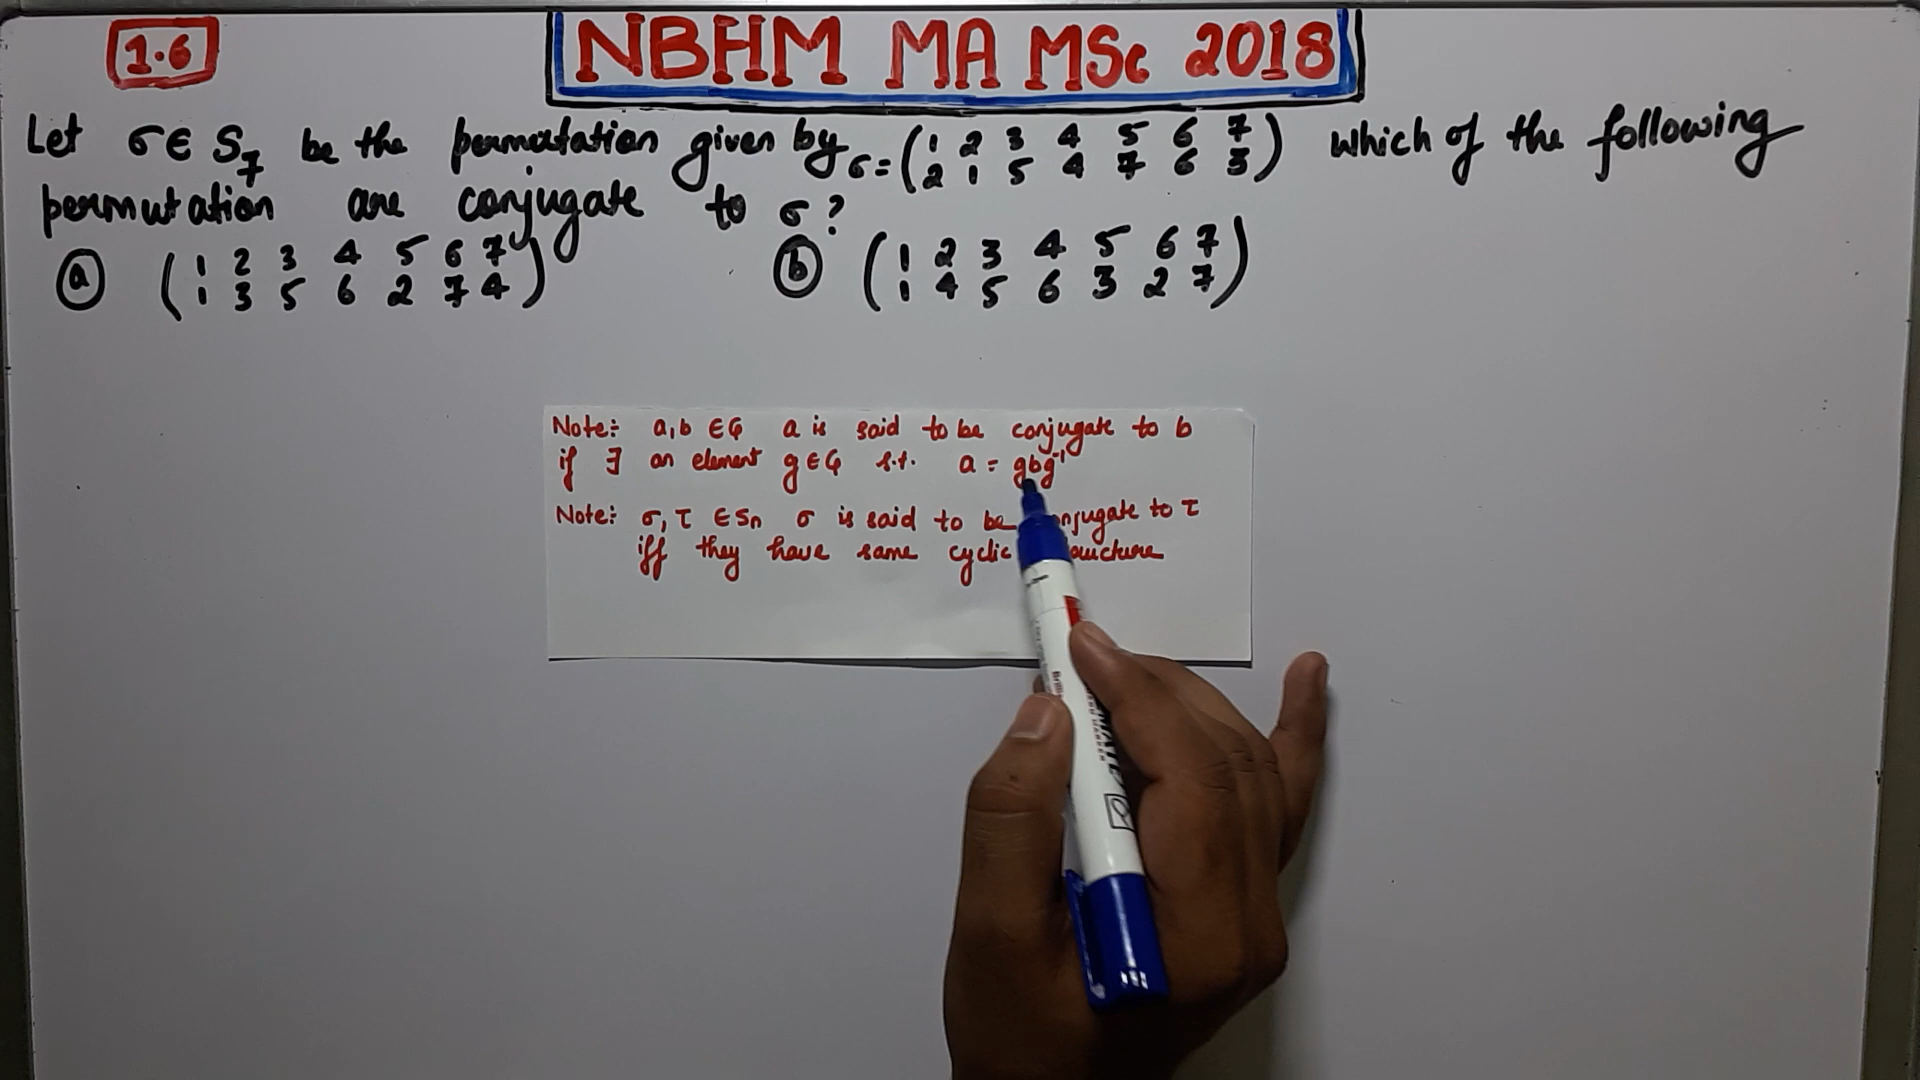 1.6
NBHM MA MSc 2018
Let σ ∈ S₇ be the permutation given by σ = (1 2 3 4 5 6 7) which of the following
(2 1 5 4 7 6 3)
permutation are conjugate to σ?
ⓐ (1 2 3 4 5 6 7) ⓑ (1 2 3 4 5 6 7)
(1 3 5 6 2 7 4) (1 4 5 6 3 2 7)
Note:- a,b ∈ G a is said to be conjugate to b
if ∃ an element g ∈ G s.t. a = gbg⁻¹
Note: σ, τ ∈ Sn σ is said to be onjugate to τ
iff they have same cyclic ructure